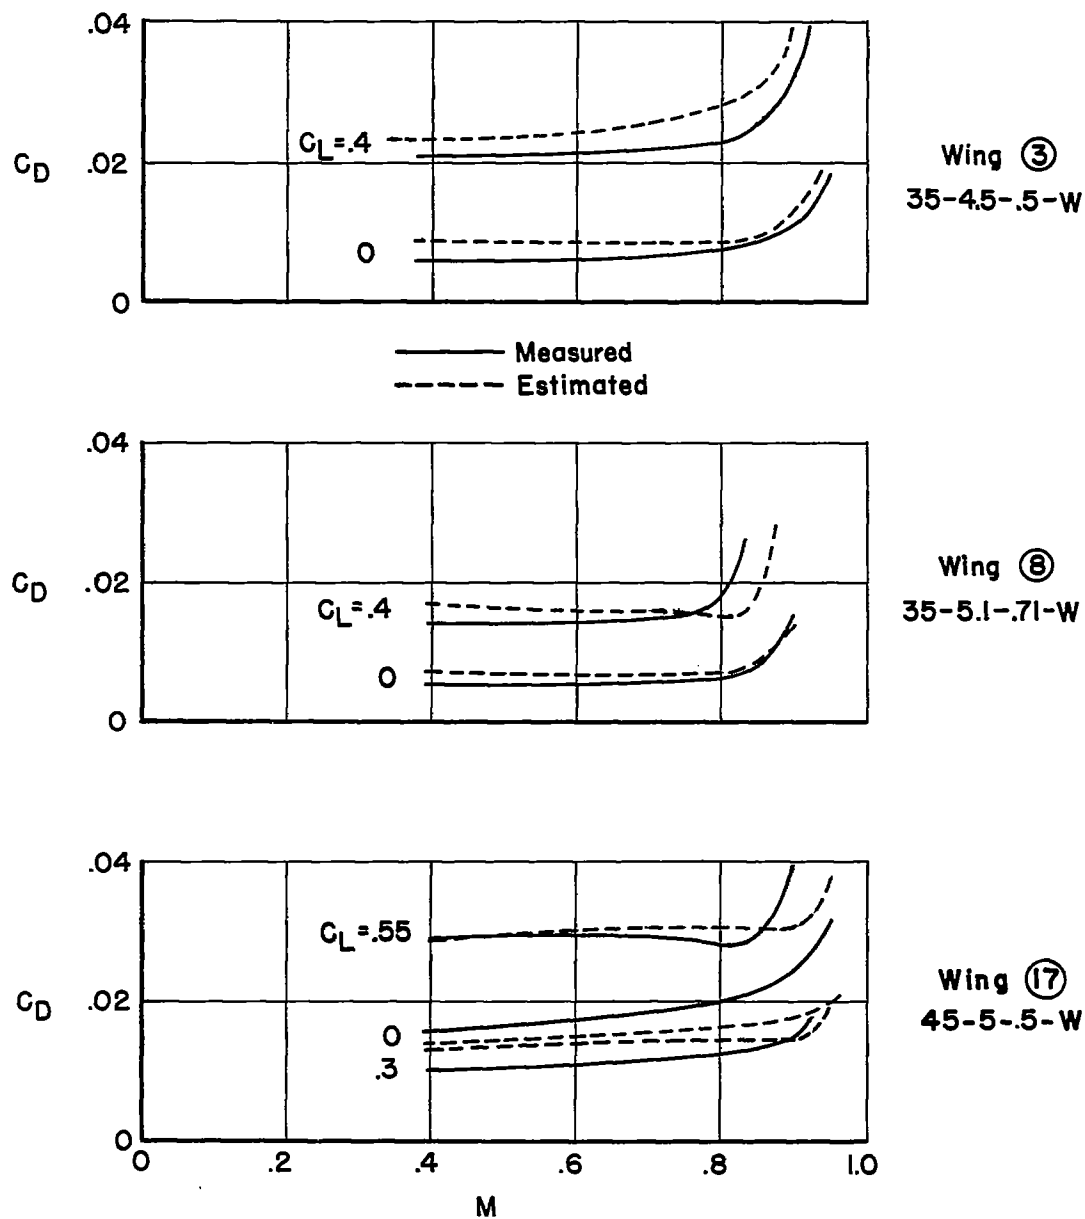 .04
C_L=.4
C_D
.02
0
0
Wing ③
35-4.5-.5-W
Measured
Estimated
.04
C_D
.02
C_L=.4
0
0
Wing ⑧
35-5.1-.71-W
.04
C_L=.55
C_D
.02
0
.3
0
Wing ⑰
45-5-.5-W
0 .2 .4 .6 .8 1.0
M